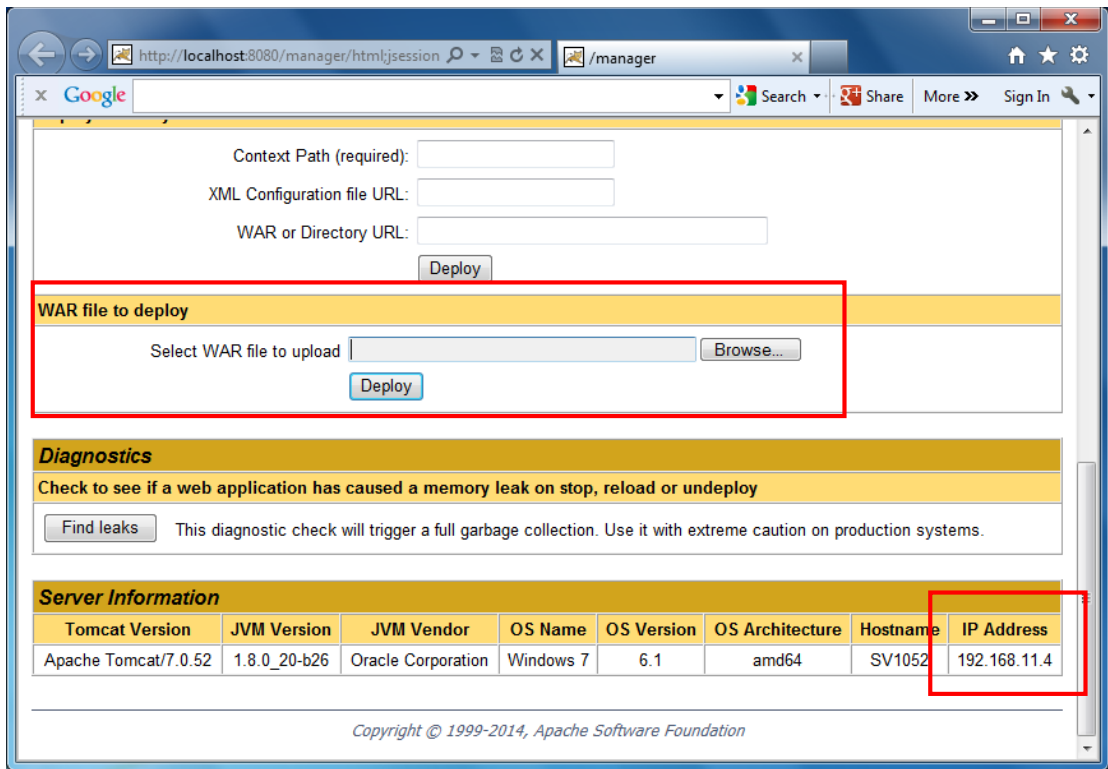 http://localhost:8080/manager/html;jsession
/manager
x Google
Search
Share
More »
Sign In
Context Path (required):
XML Configuration file URL:
WAR or Directory URL:
Deploy
WAR file to deploy
Select WAR file to upload
Browse...
Deploy
Diagnostics
Check to see if a web application has caused a memory leak on stop, reload or undeploy
Find leaks This diagnostic check will trigger a full garbage collection. Use it with extreme caution on production systems.
Server Information
Tomcat Version JVM Version JVM Vendor OS Name OS Version OS Architecture Hostname IP Address
Apache Tomcat/7.0.52 1.8.0_20-b26 Oracle Corporation Windows 7 6.1 amd64 SV1052 192.168.11.4
Copyright © 1999-2014, Apache Software Foundation